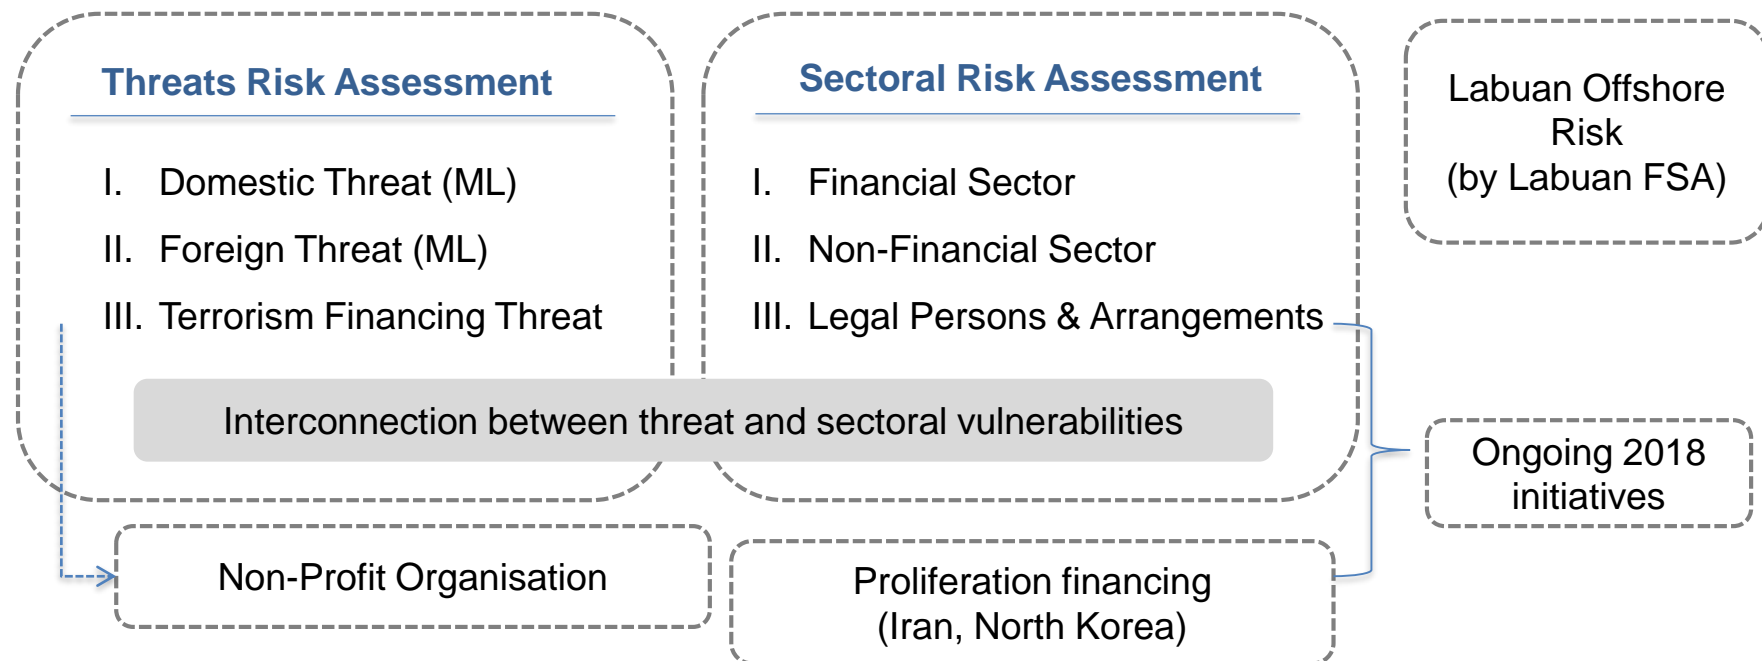 Threats Risk Assessment
I. Domestic Threat (ML)
II. Foreign Threat (ML)
III. Terrorism Financing Threat
Sectoral Risk Assessment
I. Financial Sector
II. Non-Financial Sector
III. Legal Persons & Arrangements
Interconnection between threat and sectoral vulnerabilities
Labuan Offshore
Risk
(by Labuan FSA)
Ongoing 2018
initiatives
Non-Profit Organisation
Proliferation financing
(Iran, North Korea)